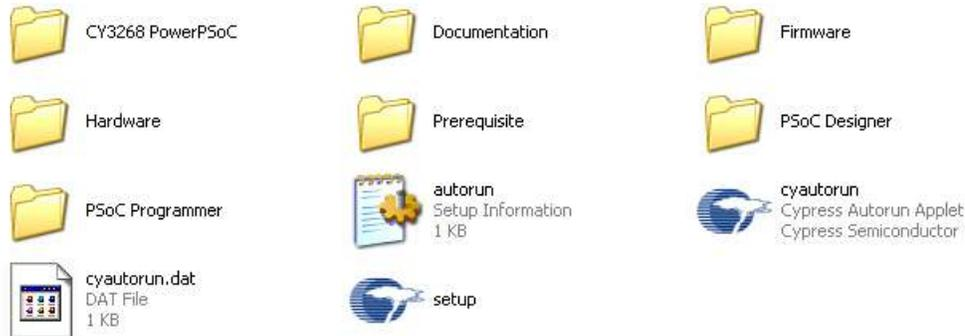 CY3268 PowerPSoC
Documentation
Firmware
Hardware
Prerequisite
PSoC Designer
PSoC Programmer
autorun
Setup Information
1 KB
cyautorun
Cypress Autorun Applet
Cypress Semiconductor
cyautorun.dat
DAT File
1 KB
setup